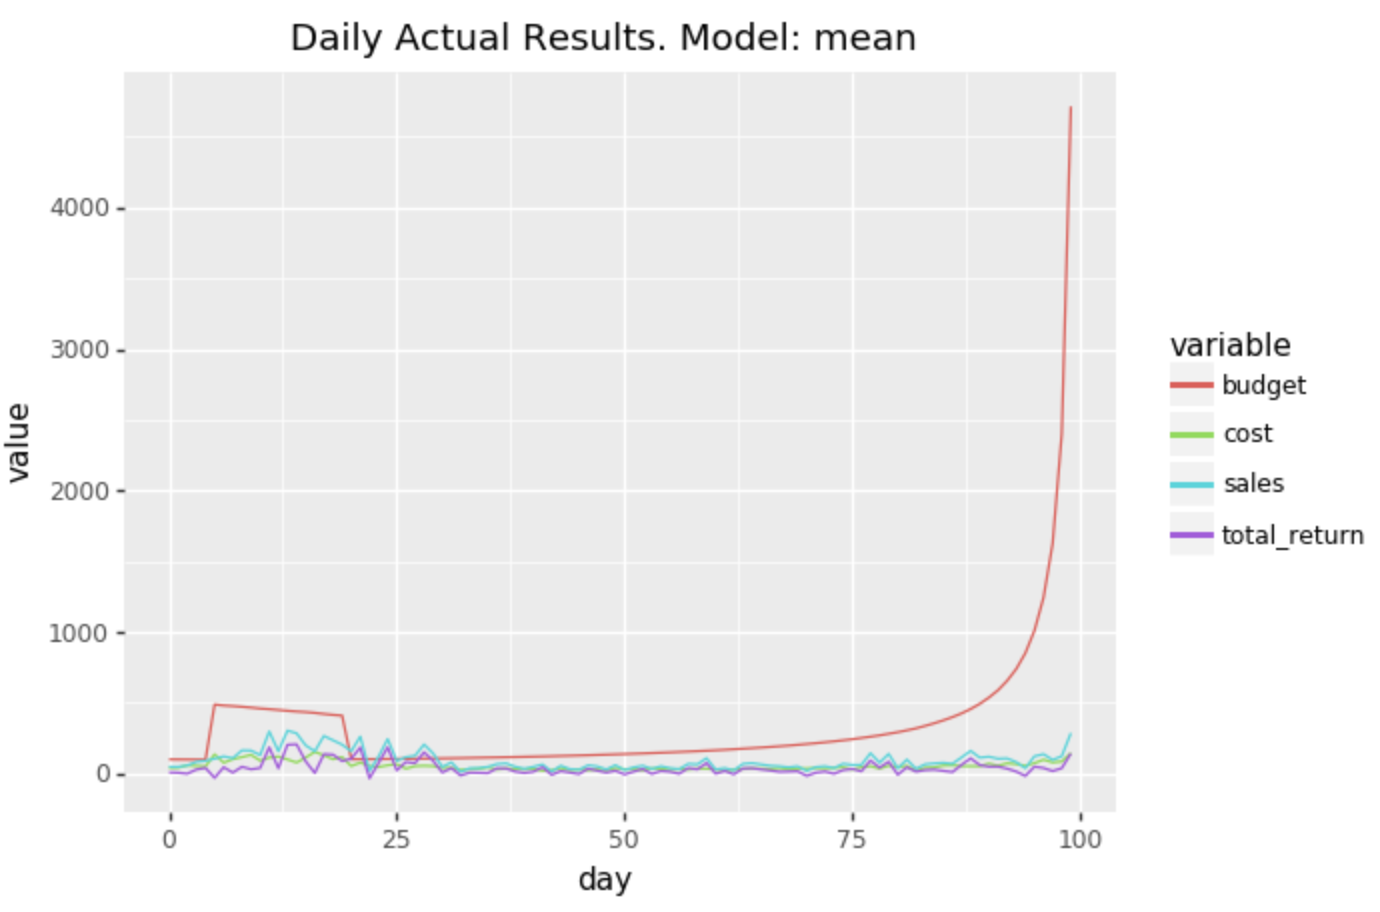 Daily Actual Results. Model: mean
4000
3000
2000
1000
0
value
0 25 50 75 100
day
variable
budget
cost
sales
total_return